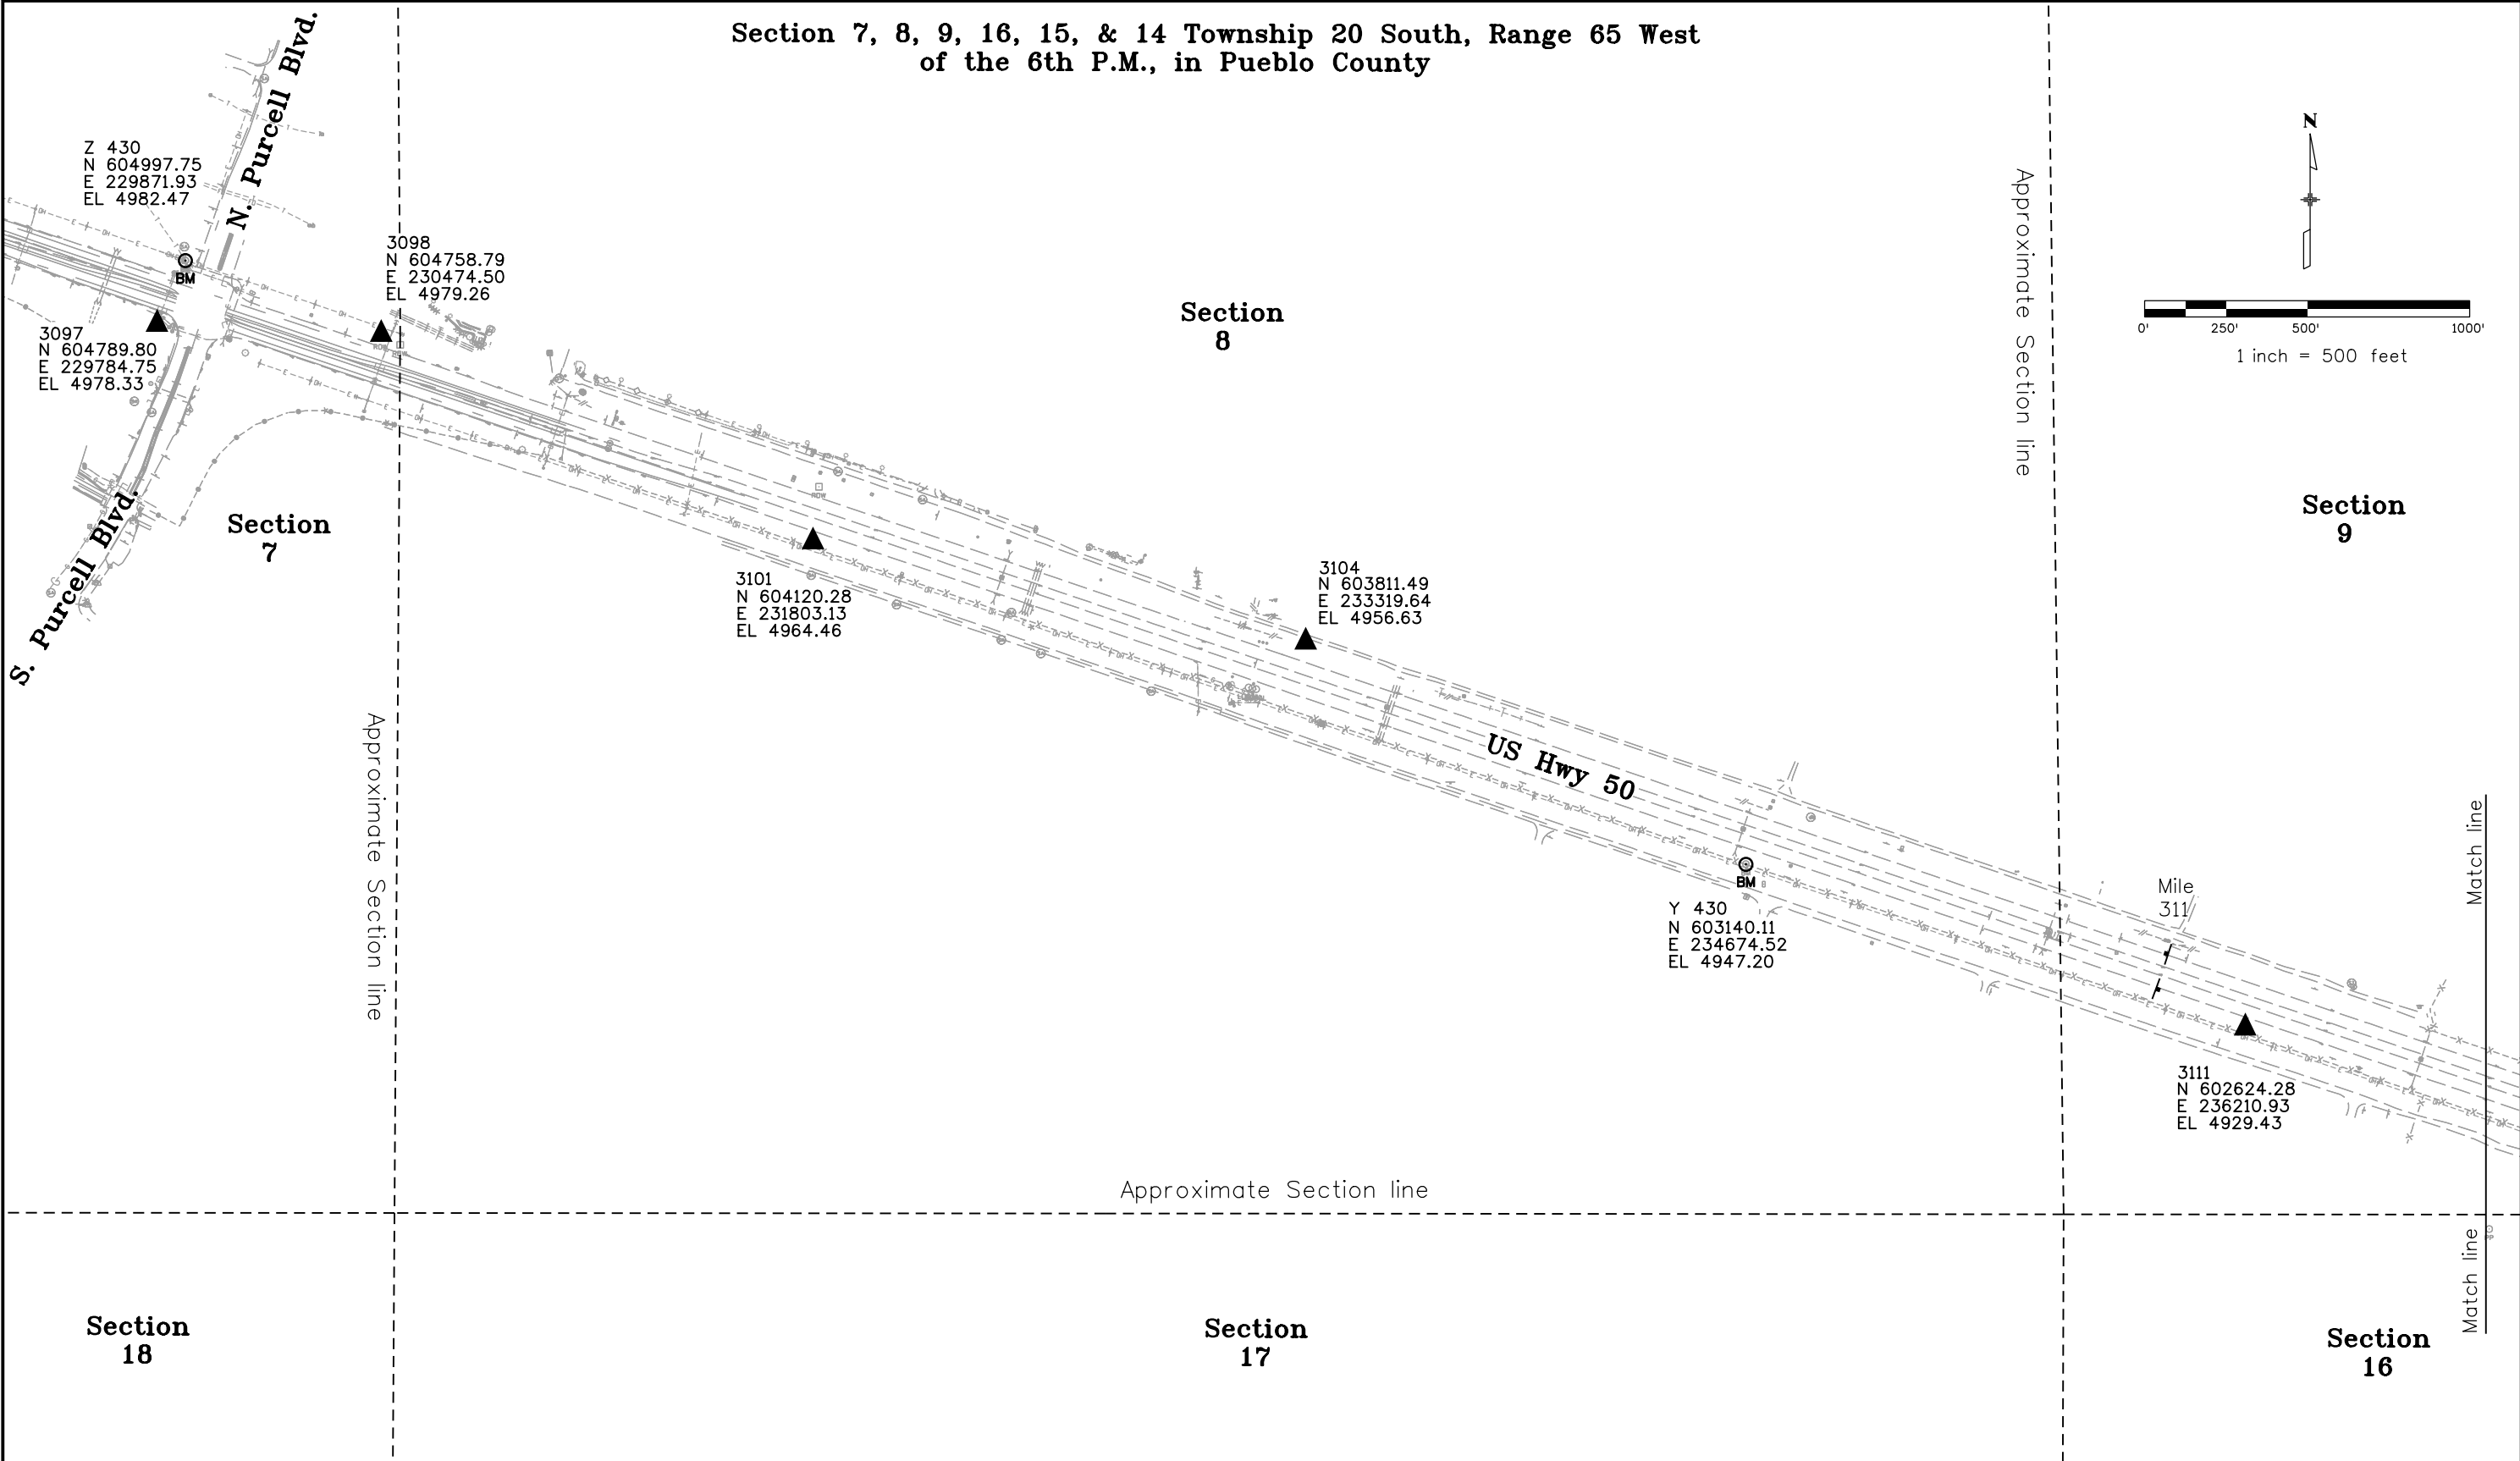 Section 7, 8, 9, 16, 15, & 14 Township 20 South, Range 65 West
of the 6th P.M., in Pueblo County
N. Purcell Blvd.
Z 430
N 604997.75
E 229871.93
EL 4982.47
BM
3098
N 604758.79
E 230474.50
EL 4979.26
3097
N 604789.80
E 229784.75
EL 4978.33
S. Purcell Blvd.
Section
7
Approximate Section line
Section
8
Approximate Section line
N
0'
250'
500'
1000'
1 inch = 500 feet
Section
9
ROW
3101
N 604120.28
E 231803.13
EL 4964.46
3104
N 603811.49
E 233319.64
EL 4956.63
US Hwy 50
BM
Y 430
N 603140.11
E 234674.52
EL 4947.20
Mile
311
Match line
3111
N 602624.28
E 236210.93
EL 4929.43
Approximate Section line
Match line
PP
Section
18
Section
17
Section
16